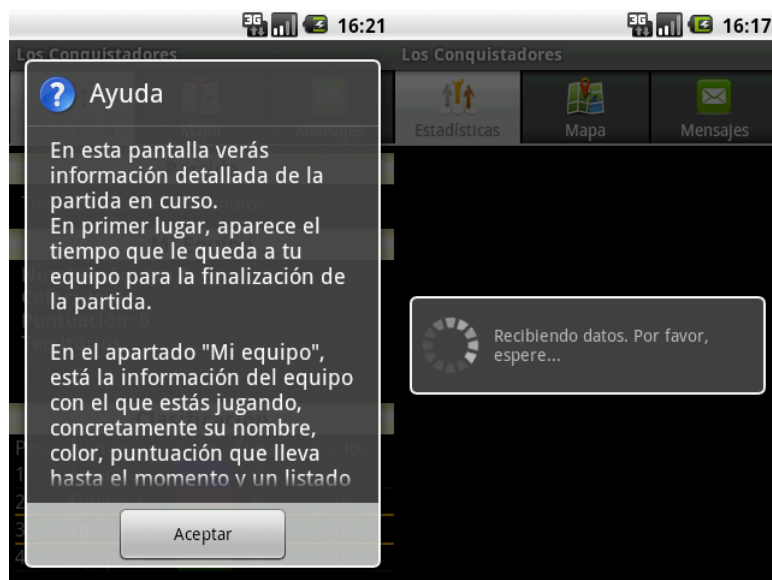 16:21
Los Conquistadores
Ayuda
En esta pantalla verás
información detallada de la
partida en curso.
En primer lugar, aparece el
tiempo que le queda a tu
equipo para la finalización de
la partida.
En el apartado "Mi equipo",
está la información del equipo
con el que estás jugando,
concretamente su nombre,
color, puntuación que lleva
hasta el momento y un listado
Aceptar
3G 16:17
Los Conquistadores
Estadísticas Mapa Mensajes
Recibiendo datos. Por favor,
espere...